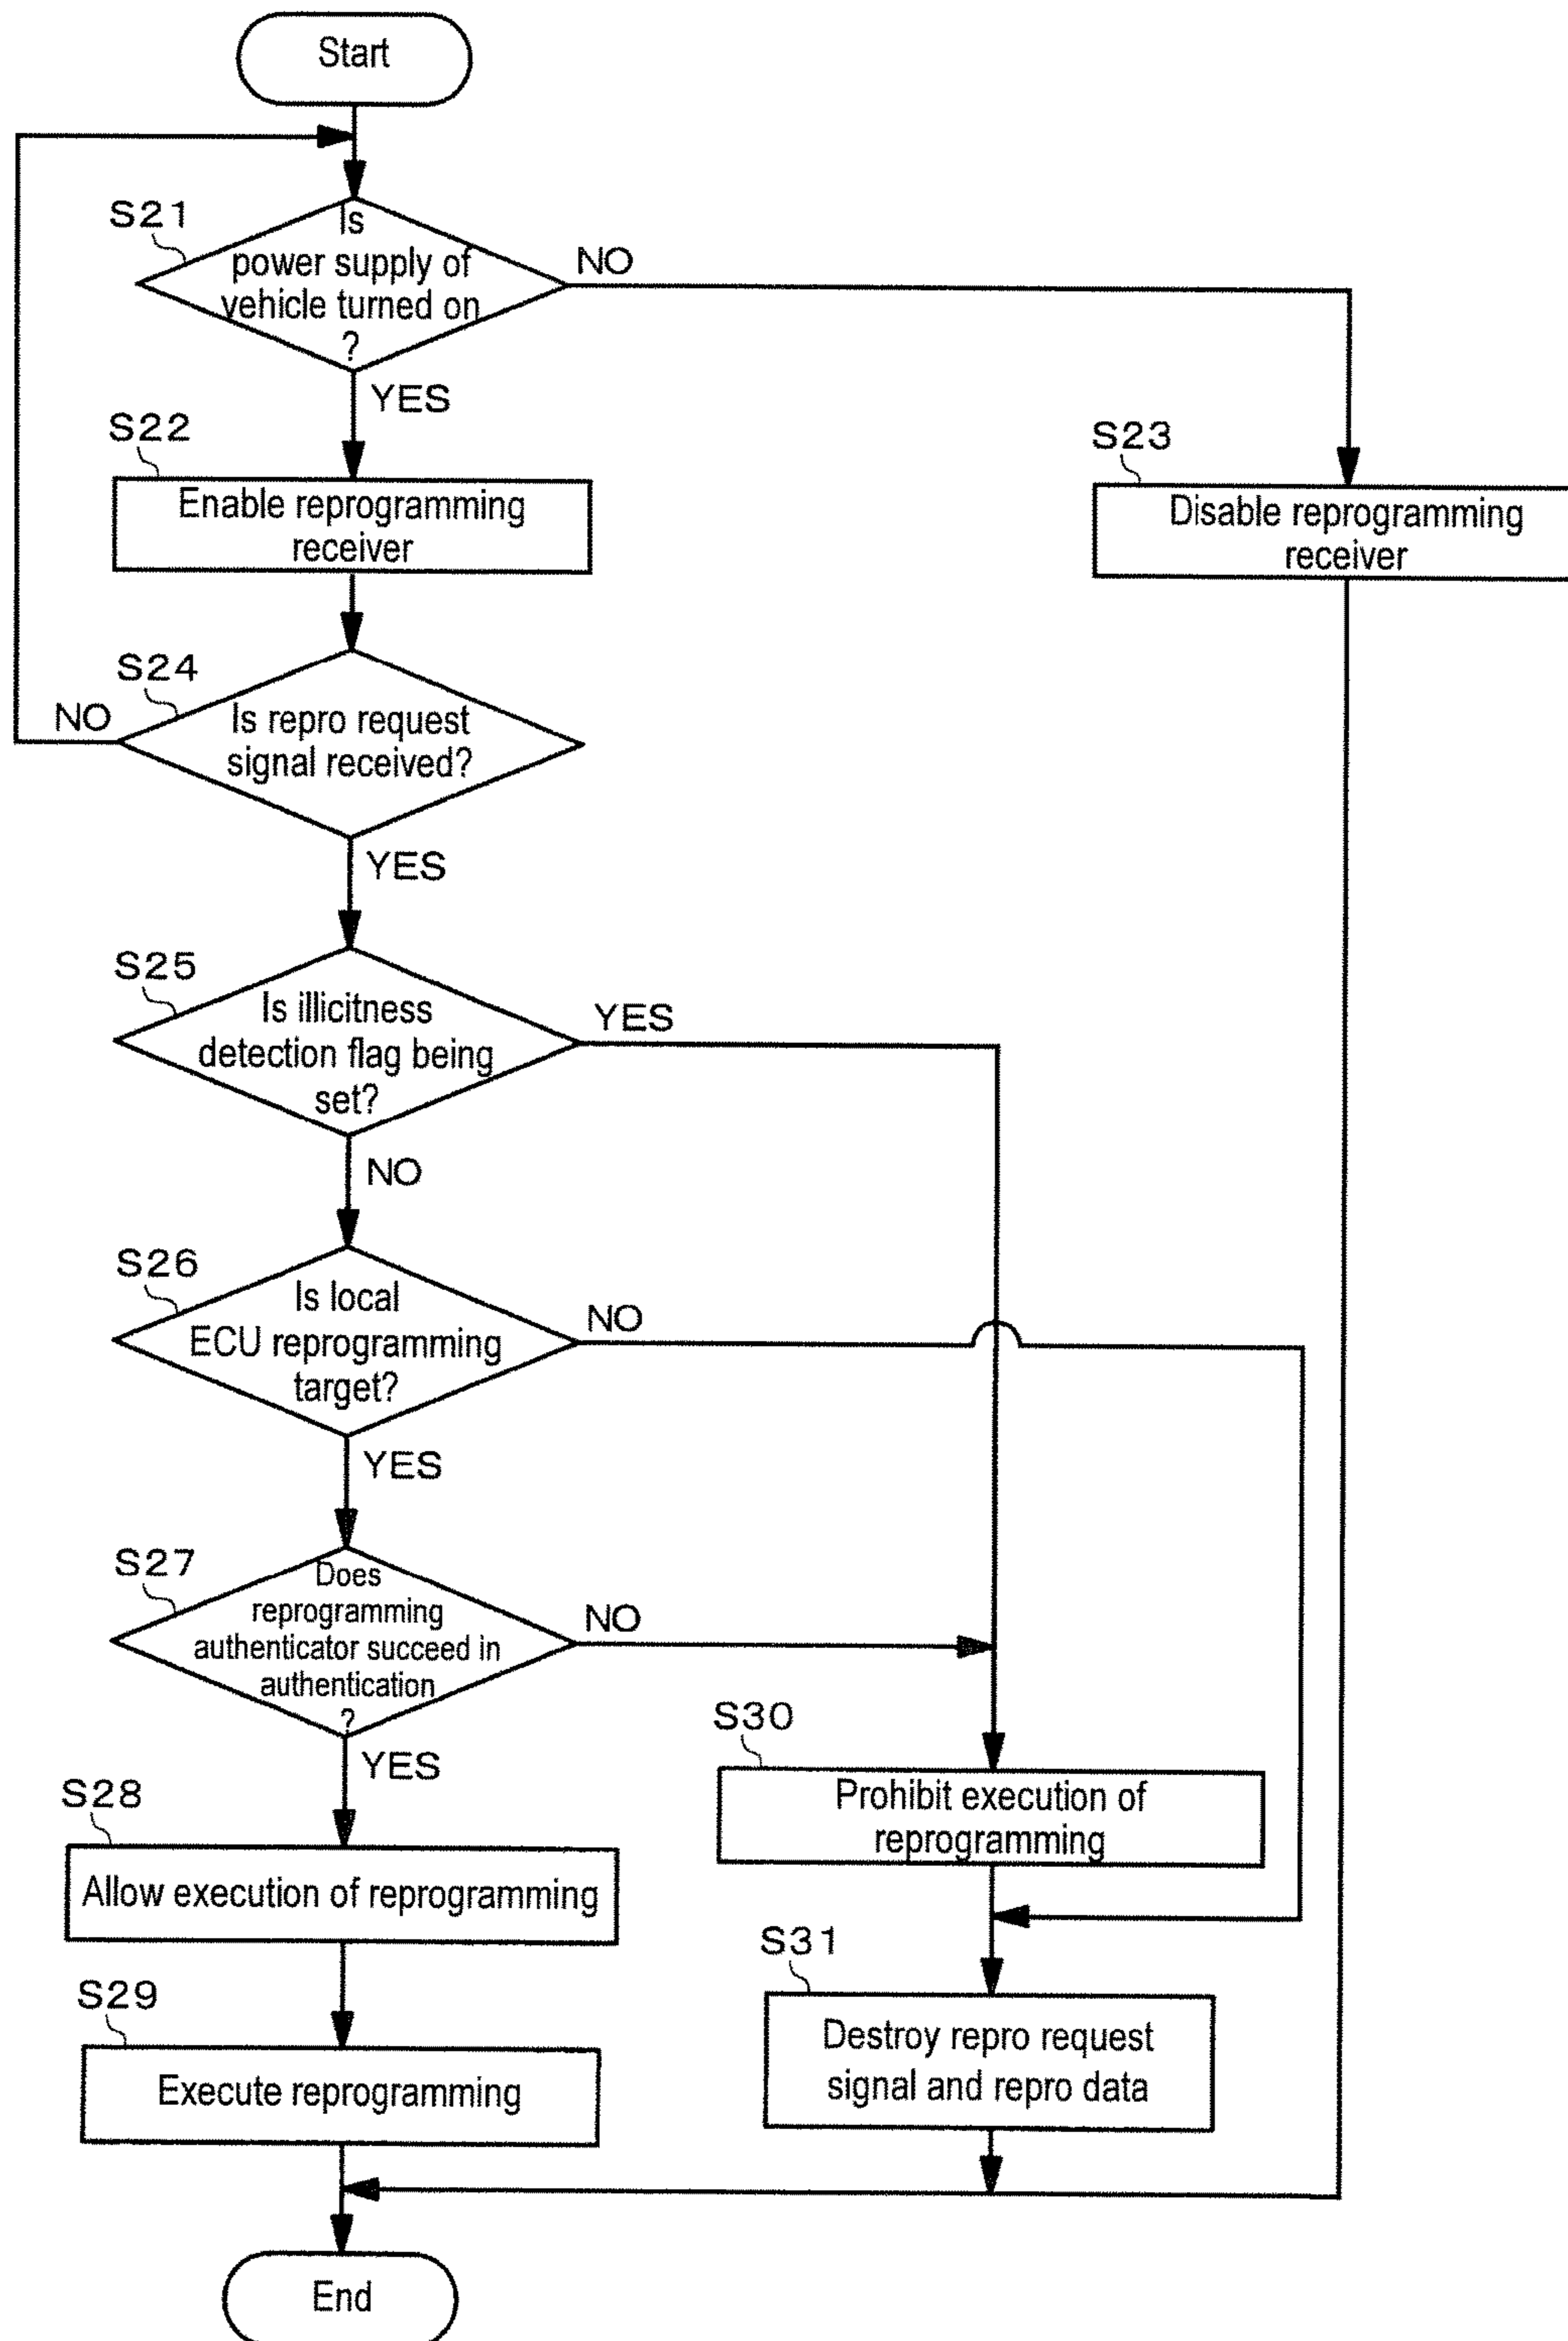 Start
S21
Is
power supply of
vehicle turned on
?
NO
YES
S22
Enable reprogramming
receiver
S23
Disable reprogramming
receiver
S24
NO
Is repro request
signal received?
YES
S25
Is illicitness
detection flag being
set?
YES
NO
S26
Is local
ECU reprogramming
target?
NO
YES
S27
Does
reprogramming
authenticator succeed in
authentication
?
NO
YES
S28
Allow execution of reprogramming
S30
Prohibit execution of
reprogramming
S29
Execute reprogramming
S31
Destroy repro request
signal and repro data
End